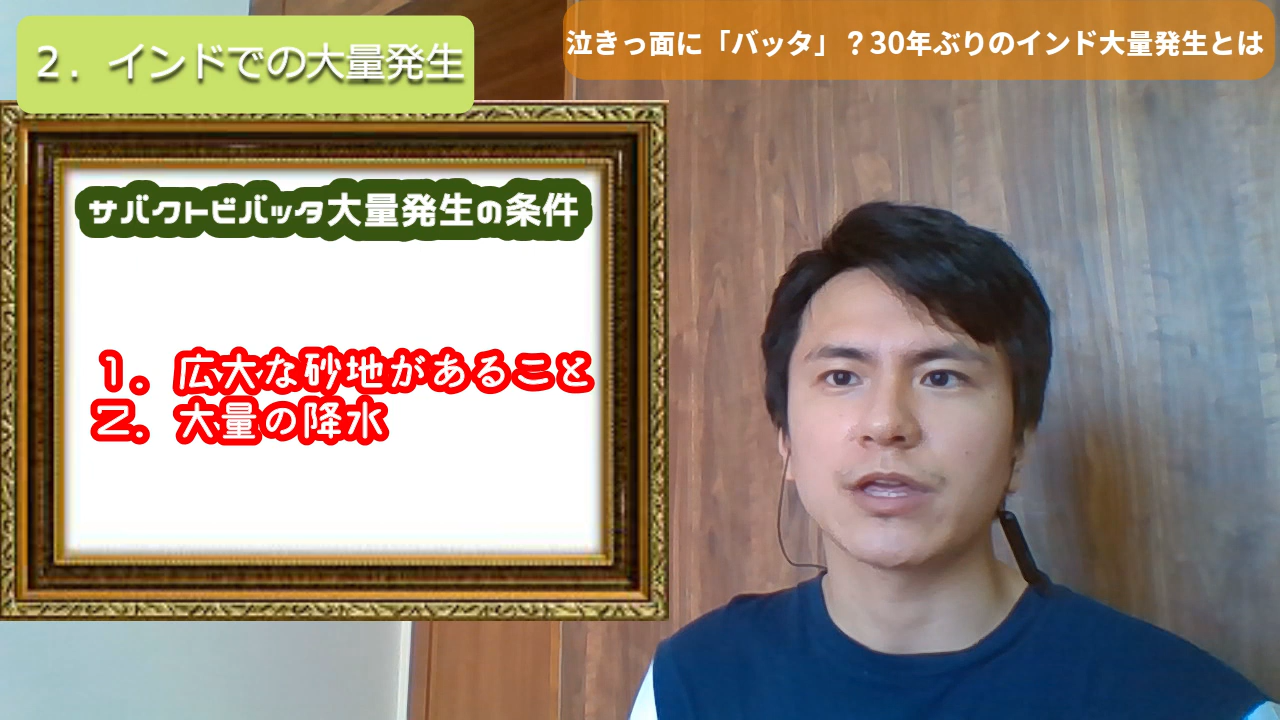 2．インドでの大量発生
泣きっ面に「バッタ」？30年ぶりのインド大量発生とは
サバクトビバッタ大量発生の条件
1．広大な砂地があること
2．大量の降水